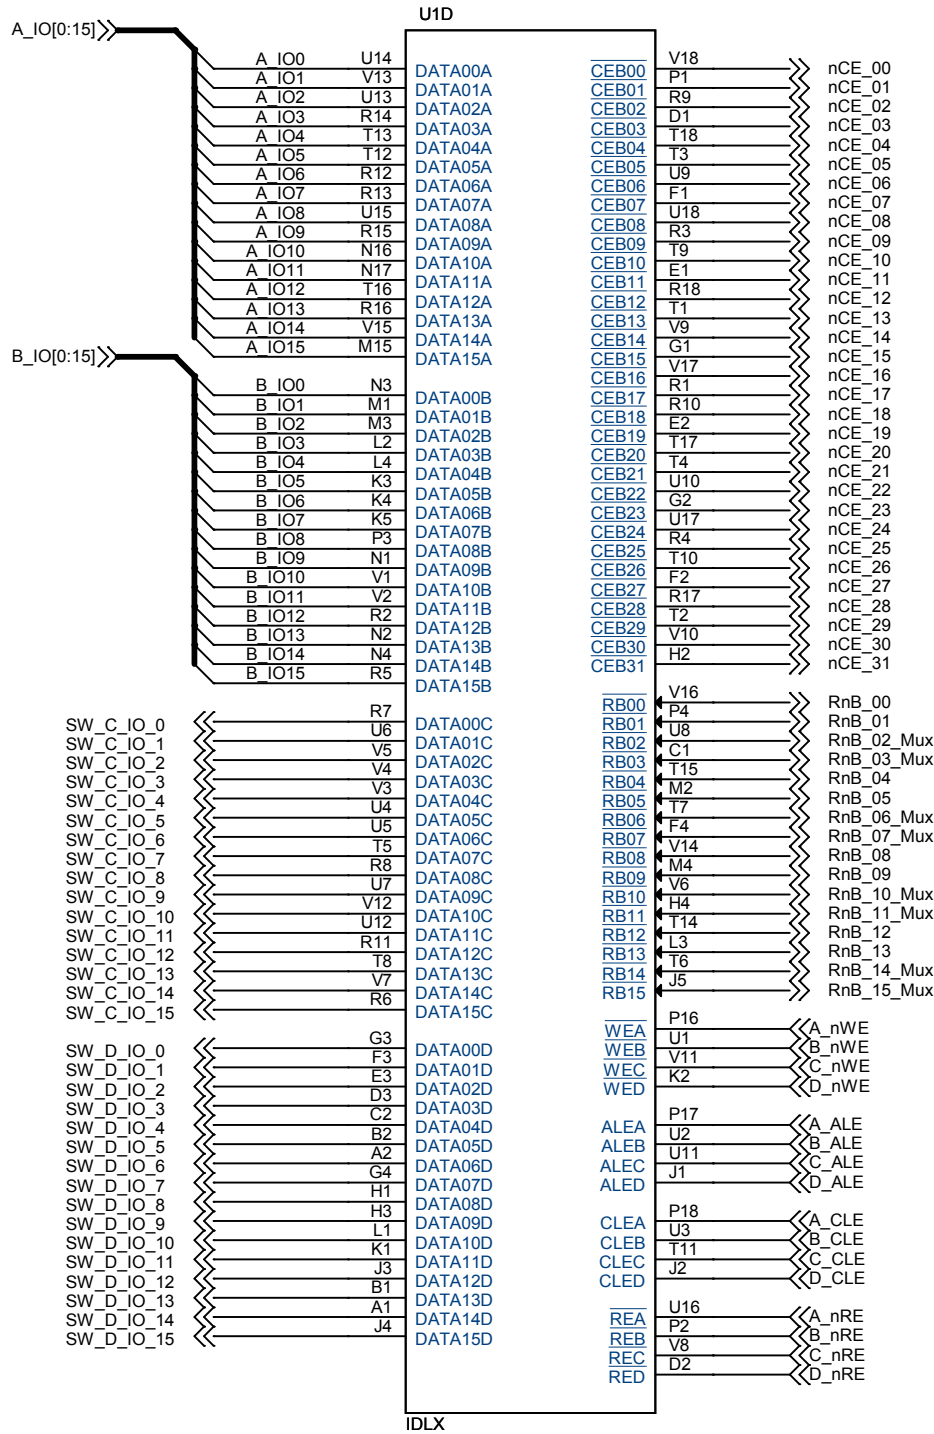 U1D
A_IO[0:15]
A_IO0 U14 DATA00A
A_IO1 V13 DATA01A
A_IO2 U13 DATA02A
A_IO3 R14 DATA03A
A_IO4 T13 DATA04A
A_IO5 T12 DATA05A
A_IO6 R12 DATA06A
A_IO7 R13 DATA07A
A_IO8 U15 DATA08A
A_IO9 R15 DATA09A
A_IO10 N16 DATA10A
A_IO11 N17 DATA11A
A_IO12 T16 DATA12A
A_IO13 R16 DATA13A
A_IO14 V15 DATA14A
A_IO15 M15 DATA15A
B_IO[0:15]
B_IO0 N3 DATA00B
B_IO1 M1 DATA01B
B_IO2 M3 DATA02B
B_IO3 L2 DATA03B
B_IO4 L4 DATA04B
B_IO5 K3 DATA05B
B_IO6 K4 DATA06B
B_IO7 K5 DATA07B
B_IO8 P3 DATA08B
B_IO9 N1 DATA09B
B_IO10 V1 DATA10B
B_IO11 V2 DATA11B
B_IO12 R2 DATA12B
B_IO13 N2 DATA13B
B_IO14 N4 DATA14B
B_IO15 R5 DATA15B
SW_C_IO_0 R7 DATA00C
SW_C_IO_1 U6 DATA01C
SW_C_IO_2 V5 DATA02C
SW_C_IO_3 V4 DATA03C
SW_C_IO_4 V3 DATA04C
SW_C_IO_5 U4 DATA05C
SW_C_IO_6 U5 DATA06C
SW_C_IO_7 T5 DATA07C
SW_C_IO_8 R8 DATA08C
SW_C_IO_9 U7 DATA09C
SW_C_IO_10 V12 DATA10C
SW_C_IO_11 U12 DATA11C
SW_C_IO_12 R11 DATA12C
SW_C_IO_13 T8 DATA13C
SW_C_IO_14 V7 DATA14C
SW_C_IO_15 R6 DATA15C
SW_D_IO_0 G3 DATA00D
SW_D_IO_1 F3 DATA01D
SW_D_IO_2 E3 DATA02D
SW_D_IO_3 D3 DATA03D
SW_D_IO_4 C2 DATA04D
SW_D_IO_5 B2 DATA05D
SW_D_IO_6 A2 DATA06D
SW_D_IO_7 G4 DATA07D
SW_D_IO_8 H1 DATA08D
SW_D_IO_9 H3 DATA09D
SW_D_IO_10 L1 DATA10D
SW_D_IO_11 K1 DATA11D
SW_D_IO_12 J3 DATA12D
SW_D_IO_13 B1 DATA13D
SW_D_IO_14 A1 DATA14D
SW_D_IO_15 J4 DATA15D
CEB00 V18 nCE_00
CEB01 P1 nCE_01
CEB02 R9 nCE_02
CEB03 D1 nCE_03
CEB04 T18 nCE_04
CEB05 T3 nCE_05
CEB06 U9 nCE_06
CEB07 F1 nCE_07
CEB08 U18 nCE_08
CEB09 R3 nCE_09
CEB10 T9 nCE_10
CEB11 E1 nCE_11
CEB12 R18 nCE_12
CEB13 T1 nCE_13
CEB14 V9 nCE_14
CEB15 G1 nCE_15
CEB16 V17 nCE_16
CEB17 R1 nCE_17
CEB18 R10 nCE_18
CEB19 E2 nCE_19
CEB20 T17 nCE_20
CEB21 T4 nCE_21
CEB22 U10 nCE_22
CEB23 G2 nCE_23
CEB24 U17 nCE_24
CEB25 R4 nCE_25
CEB26 T10 nCE_26
CEB27 F2 nCE_27
CEB28 R17 nCE_28
CEB29 T2 nCE_29
CEB30 V10 nCE_30
CEB31 H2 nCE_31
RB00 V16 RnB_00
RB01 P4 RnB_01
RB02 U8 RnB_02_Mux
RB03 C1 RnB_03_Mux
RB04 T15 RnB_04
RB05 M2 RnB_05
RB06 T7 RnB_06_Mux
RB07 F4 RnB_07_Mux
RB08 V14 RnB_08
RB09 M4 RnB_09
RB10 V6 RnB_10_Mux
RB11 H4 RnB_11_Mux
RB12 T14 RnB_12
RB13 L3 RnB_13
RB14 T6 RnB_14_Mux
RB15 J5 RnB_15_Mux
WEA P16 A_nWE
WEB U1 B_nWE
WEC V11 C_nWE
WED K2 D_nWE
ALEA P17 A_ALE
ALEB U2 B_ALE
ALEC U11 C_ALE
ALED J1 D_ALE
CLEA P18 A_CLE
CLEB U3 B_CLE
CLEC T11 C_CLE
CLED J2 D_CLE
REA U16 A_nRE
REB P2 B_nRE
REC V8 C_nRE
RED D2 D_nRE
IDLX